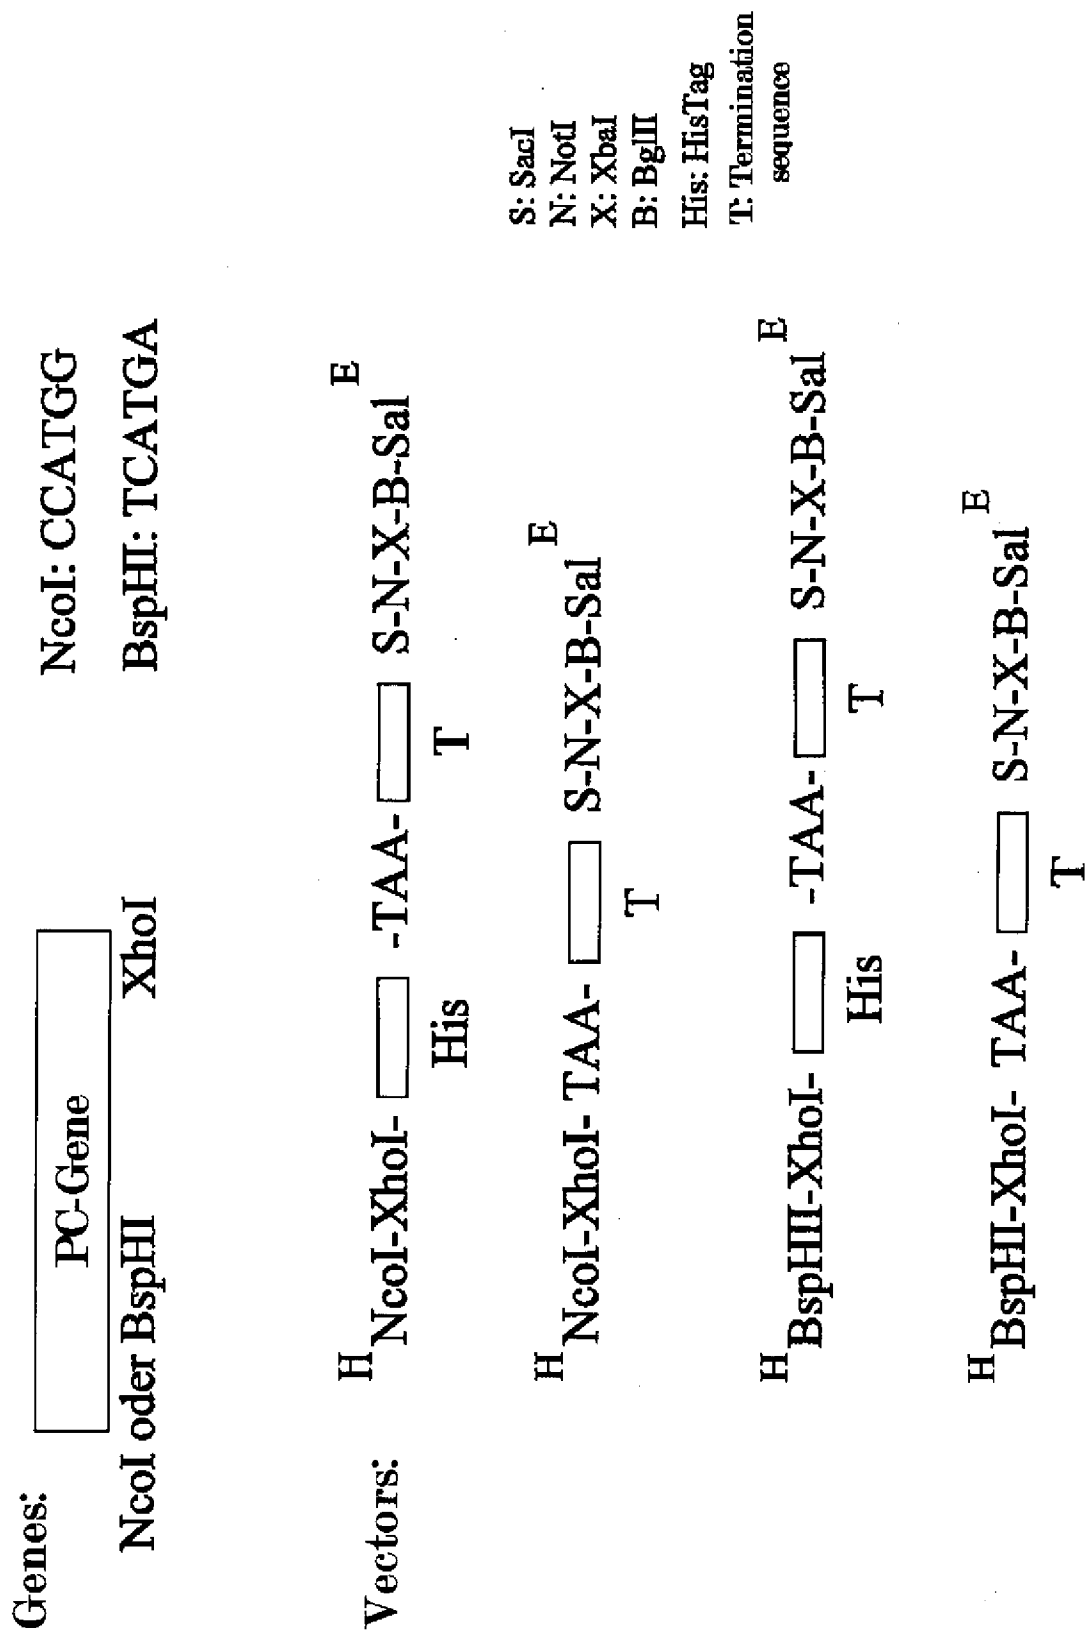 Genes:
PC-Gene
NcoI: CCATGG
NcoI oder BspHI XhoI
BspHI: TCATGA
Vectors:
H E
NcoI-XhoI- -TAA- S-N-X-B-Sal
His T
H E
NcoI-XhoI- TAA- S-N-X-B-Sal
T
H E
BspHII-XhoI- -TAA- S-N-X-B-Sal
His T
H E
BspHI-XhoI- TAA- S-N-X-B-Sal
T
S: SacI
N: NotI
X: XbaI
B: BglII
His: HisTag
T: Termination
sequence